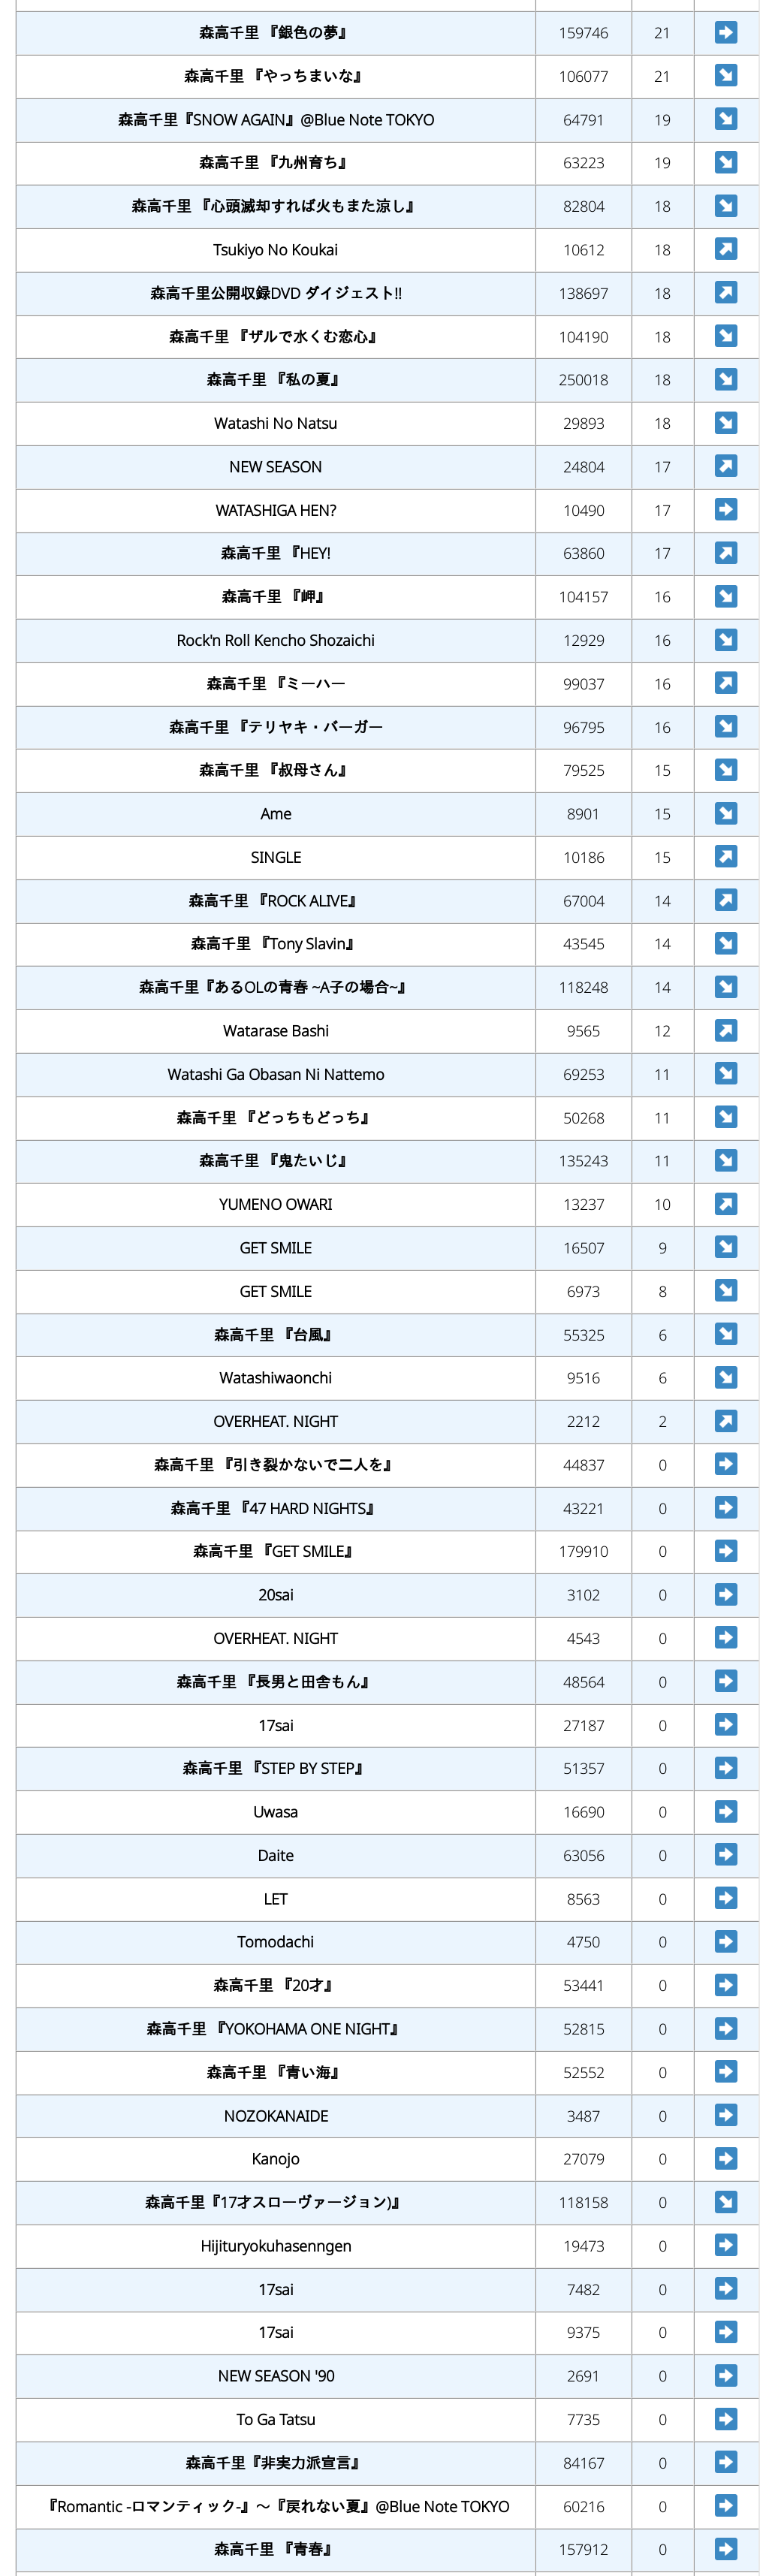 森高千里 『銀色の夢』 159746 21 ➡
森高千里 『やっちまいな』 106077 21 ↘
森高千里『SNOW AGAIN』@Blue Note TOKYO 64791 19 ↘
森高千里 『九州育ち』 63223 19 ↘
森高千里 『心頭滅却すれば火もまた涼し』 82804 18 ↘
Tsukiyo No Koukai 10612 18 ↗
森高千里公開収録DVD ダイジェスト!! 138697 18 ↗
森高千里 『ザルで水くむ恋心』 104190 18 ↘
森高千里 『私の夏』 250018 18 ↘
Watashi No Natsu 29893 18 ↘
NEW SEASON 24804 17 ↗
WATASHIGA HEN? 10490 17 ➡
森高千里 『HEY! 63860 17 ↗
森高千里 『岬』 104157 16 ↘
Rock'n Roll Kencho Shozaichi 12929 16 ↘
森高千里 『ミーハー 99037 16 ↗
森高千里 『テリヤキ・バーガー 96795 16 ↘
森高千里 『叔母さん』 79525 15 ↘
Ame 8901 15 ↘
SINGLE 10186 15 ↗
森高千里 『ROCK ALIVE』 67004 14 ↗
森高千里 『Tony Slavin』 43545 14 ↘
森高千里『あるOLの青春 ~A子の場合~』 118248 14 ↘
Watarase Bashi 9565 12 ↗
Watashi Ga Obasan Ni Nattemo 69253 11 ↘
森高千里 『どっちもどっち』 50268 11 ↘
森高千里 『鬼たいじ』 135243 11 ↘
YUMENO OWARI 13237 10 ↗
GET SMILE 16507 9 ↘
GET SMILE 6973 8 ↘
森高千里 『台風』 55325 6 ↘
Watashiwaonchi 9516 6 ↘
OVERHEAT. NIGHT 2212 2 ↗
森高千里 『引き裂かないで二人を』 44837 0 ➡
森高千里 『47 HARD NIGHTS』 43221 0 ➡
森高千里 『GET SMILE』 179910 0 ➡
20sai 3102 0 ➡
OVERHEAT. NIGHT 4543 0 ➡
森高千里 『長男と田舎もん』 48564 0 ➡
17sai 27187 0 ➡
森高千里 『STEP BY STEP』 51357 0 ➡
Uwasa 16690 0 ➡
Daite 63056 0 ➡
LET 8563 0 ➡
Tomodachi 4750 0 ➡
森高千里 『20才』 53441 0 ➡
森高千里 『YOKOHAMA ONE NIGHT』 52815 0 ➡
森高千里 『青い海』 52552 0 ➡
NOZOKANAIDE 3487 0 ➡
Kanojo 27079 0 ➡
森高千里『17才スローヴァージョン)』 118158 0 ↘
Hijituryokuhasenngen 19473 0 ➡
17sai 7482 0 ➡
17sai 9375 0 ➡
NEW SEASON '90 2691 0 ➡
To Ga Tatsu 7735 0 ➡
森高千里『非実力派宣言』 84167 0 ➡
『Romantic -ロマンティック-』～『戻れない夏』@Blue Note TOKYO 60216 0 ➡
森高千里 『青春』 157912 0 ➡